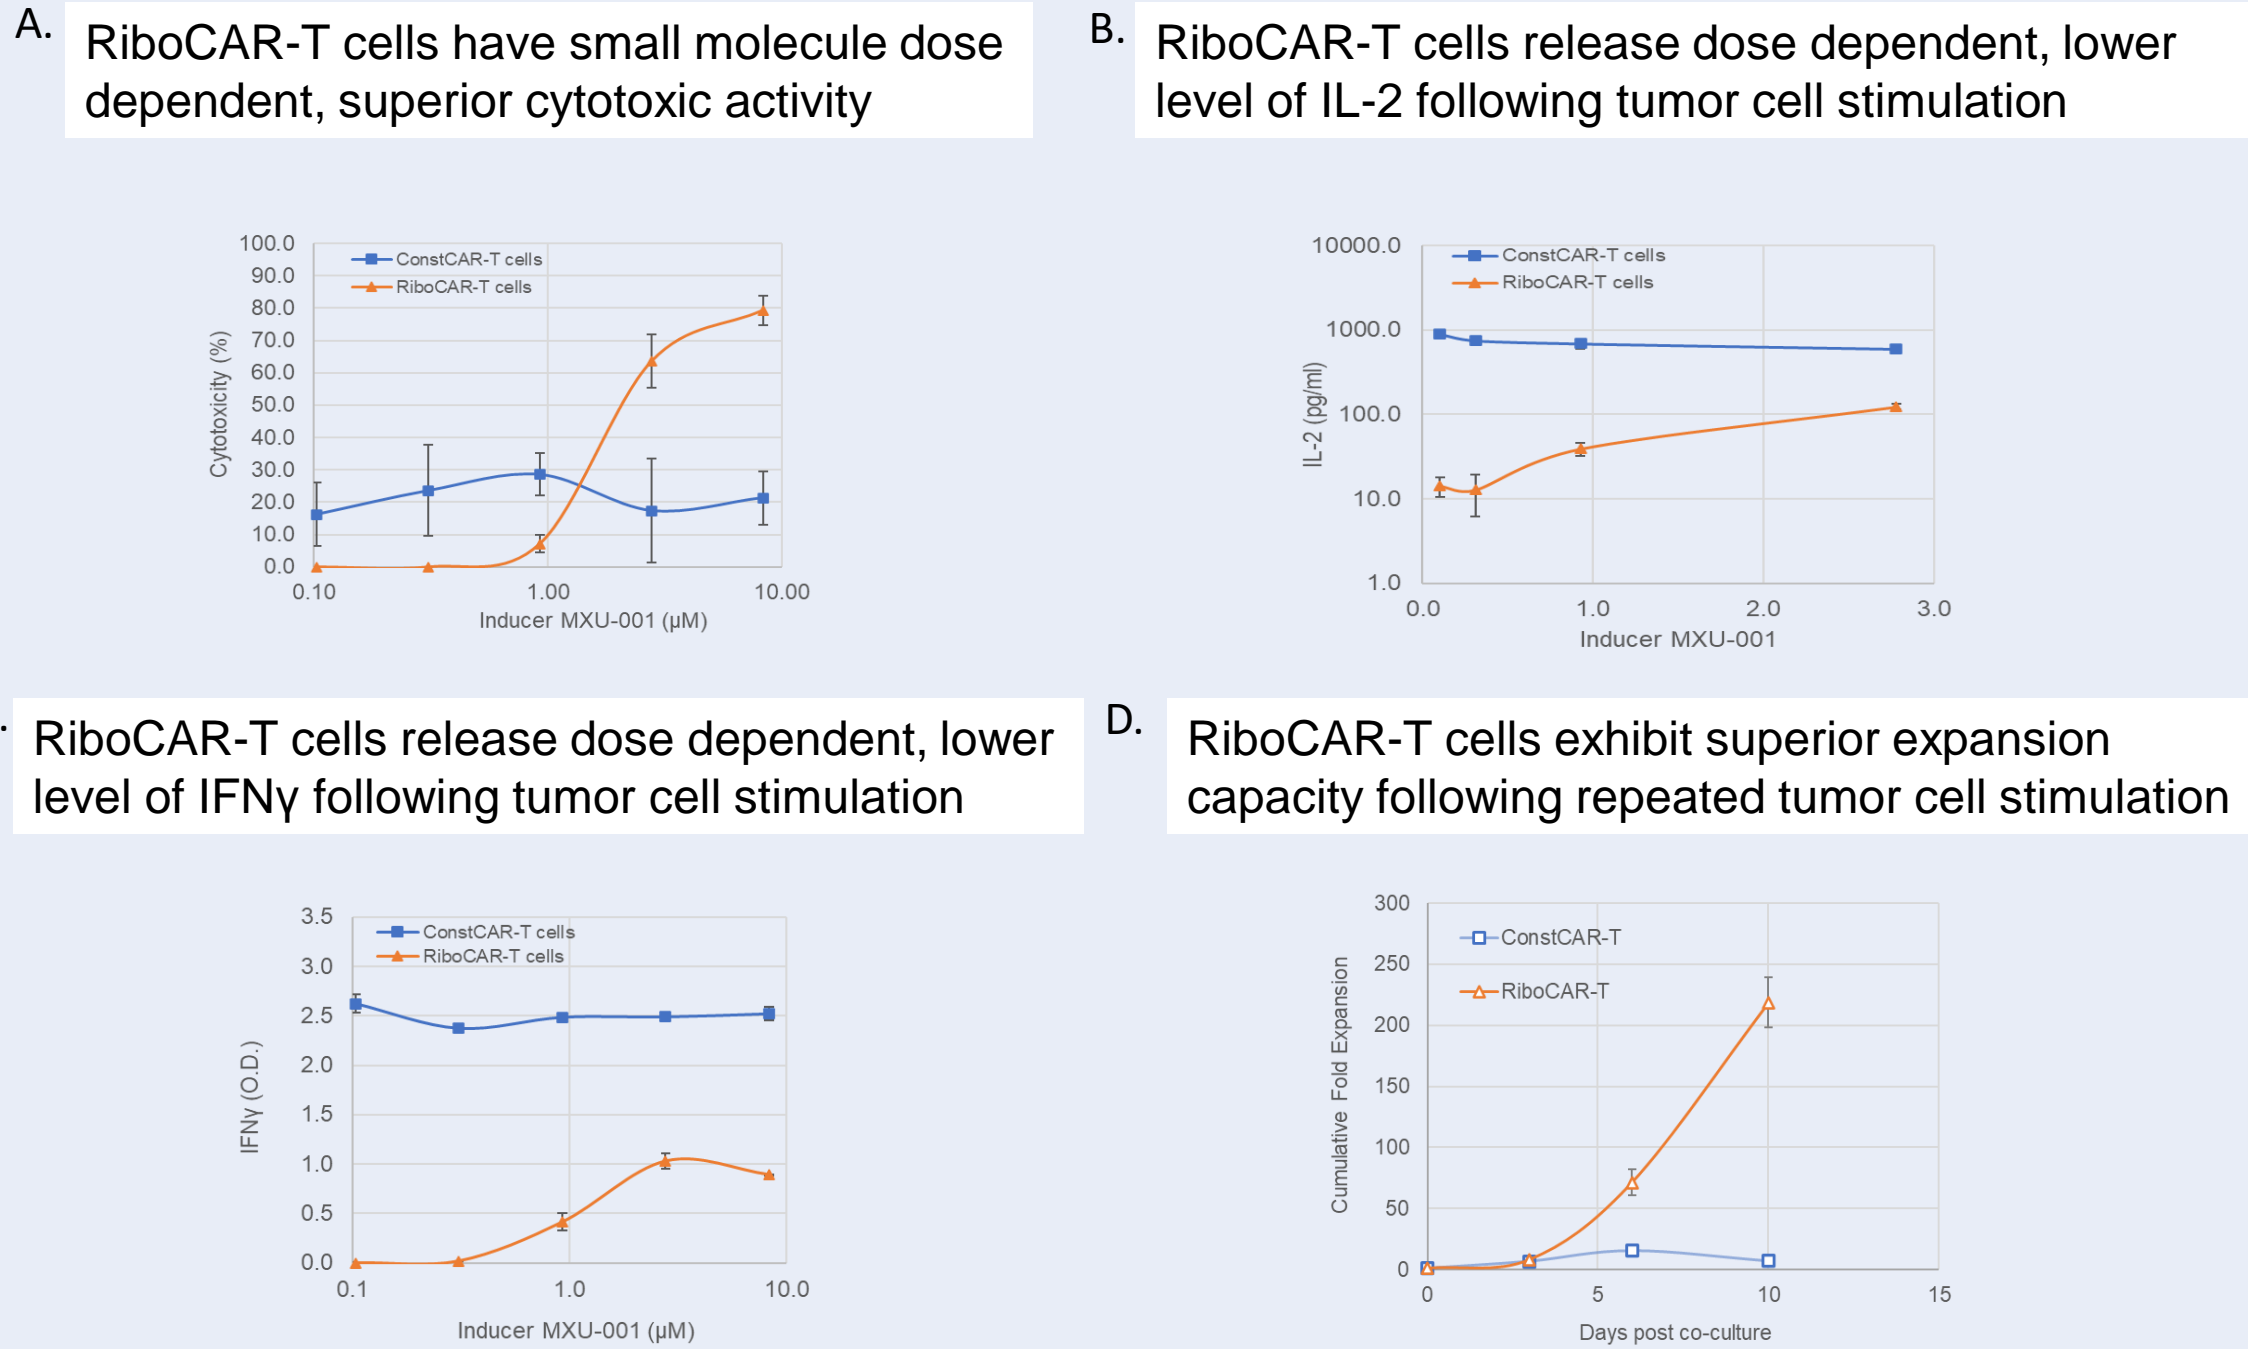 A.
RiboCAR-T cells have small molecule dose
dependent, superior cytotoxic activity
100.0
90.0
80.0
70.0
60.0
50.0
40.0
30.0
20.0
10.0
0.0
Cytotoxicity (%)
ConstCAR-T cells
RiboCAR-T cells
0.10
1.00
10.00
Inducer MXU-001 (µM)
B.
RiboCAR-T cells release dose dependent, lower
level of IL-2 following tumor cell stimulation
10000.0
1000.0
100.0
10.0
1.0
IL-2 (pg/ml)
ConstCAR-T cells
RiboCAR-T cells
0.0
1.0
2.0
3.0
Inducer MXU-001
.
RiboCAR-T cells release dose dependent, lower
level of IFNγ following tumor cell stimulation
3.5
3.0
2.5
2.0
1.5
1.0
0.5
0.0
IFNγ (O.D.)
ConstCAR-T cells
RiboCAR-T cells
0.1
1.0
10.0
Inducer MXU-001 (µM)
D.
RiboCAR-T cells exhibit superior expansion
capacity following repeated tumor cell stimulation
300
250
200
150
100
50
0
Cumulative Fold Expansion
ConstCAR-T
RiboCAR-T
0
5
10
15
Days post co-culture